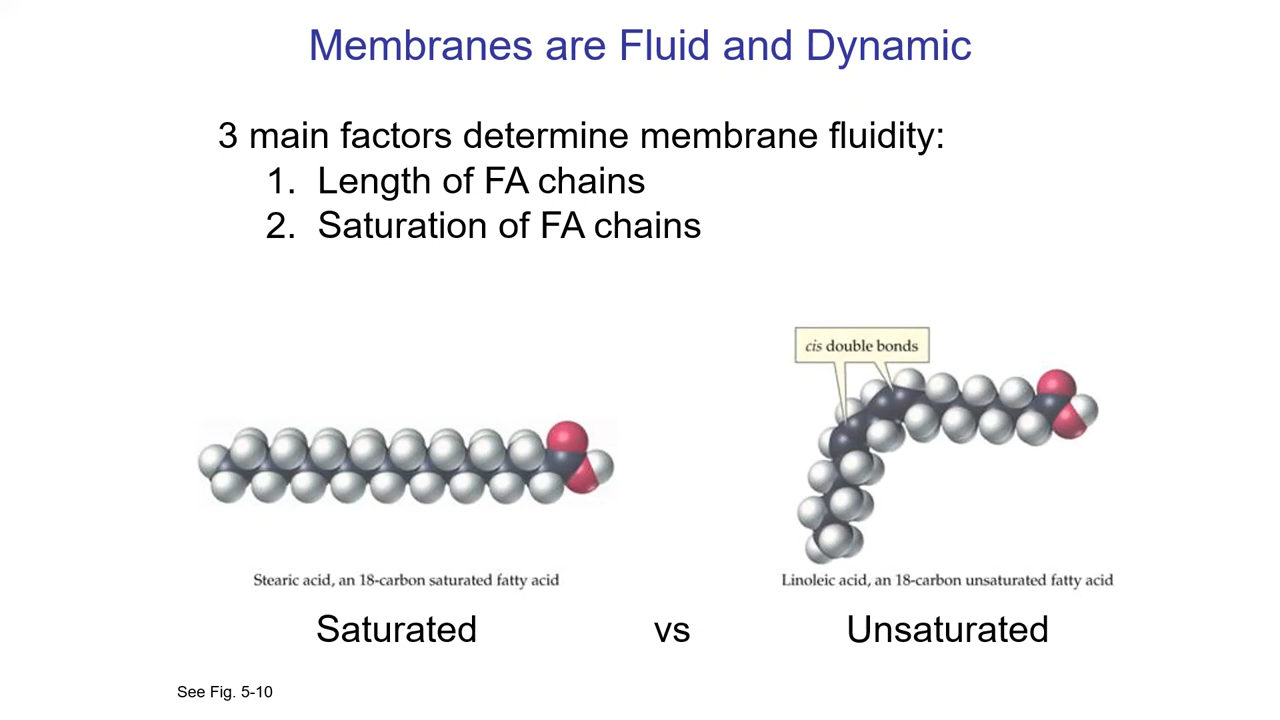 Membranes are Fluid and Dynamic
3 main factors determine membrane fluidity:
1. Length of FA chains
2. Saturation of FA chains
cis double bonds
Stearic acid, an 18-carbon saturated fatty acid
Linoleic acid, an 18-carbon unsaturated fatty acid
Saturated vs Unsaturated
See Fig. 5-10